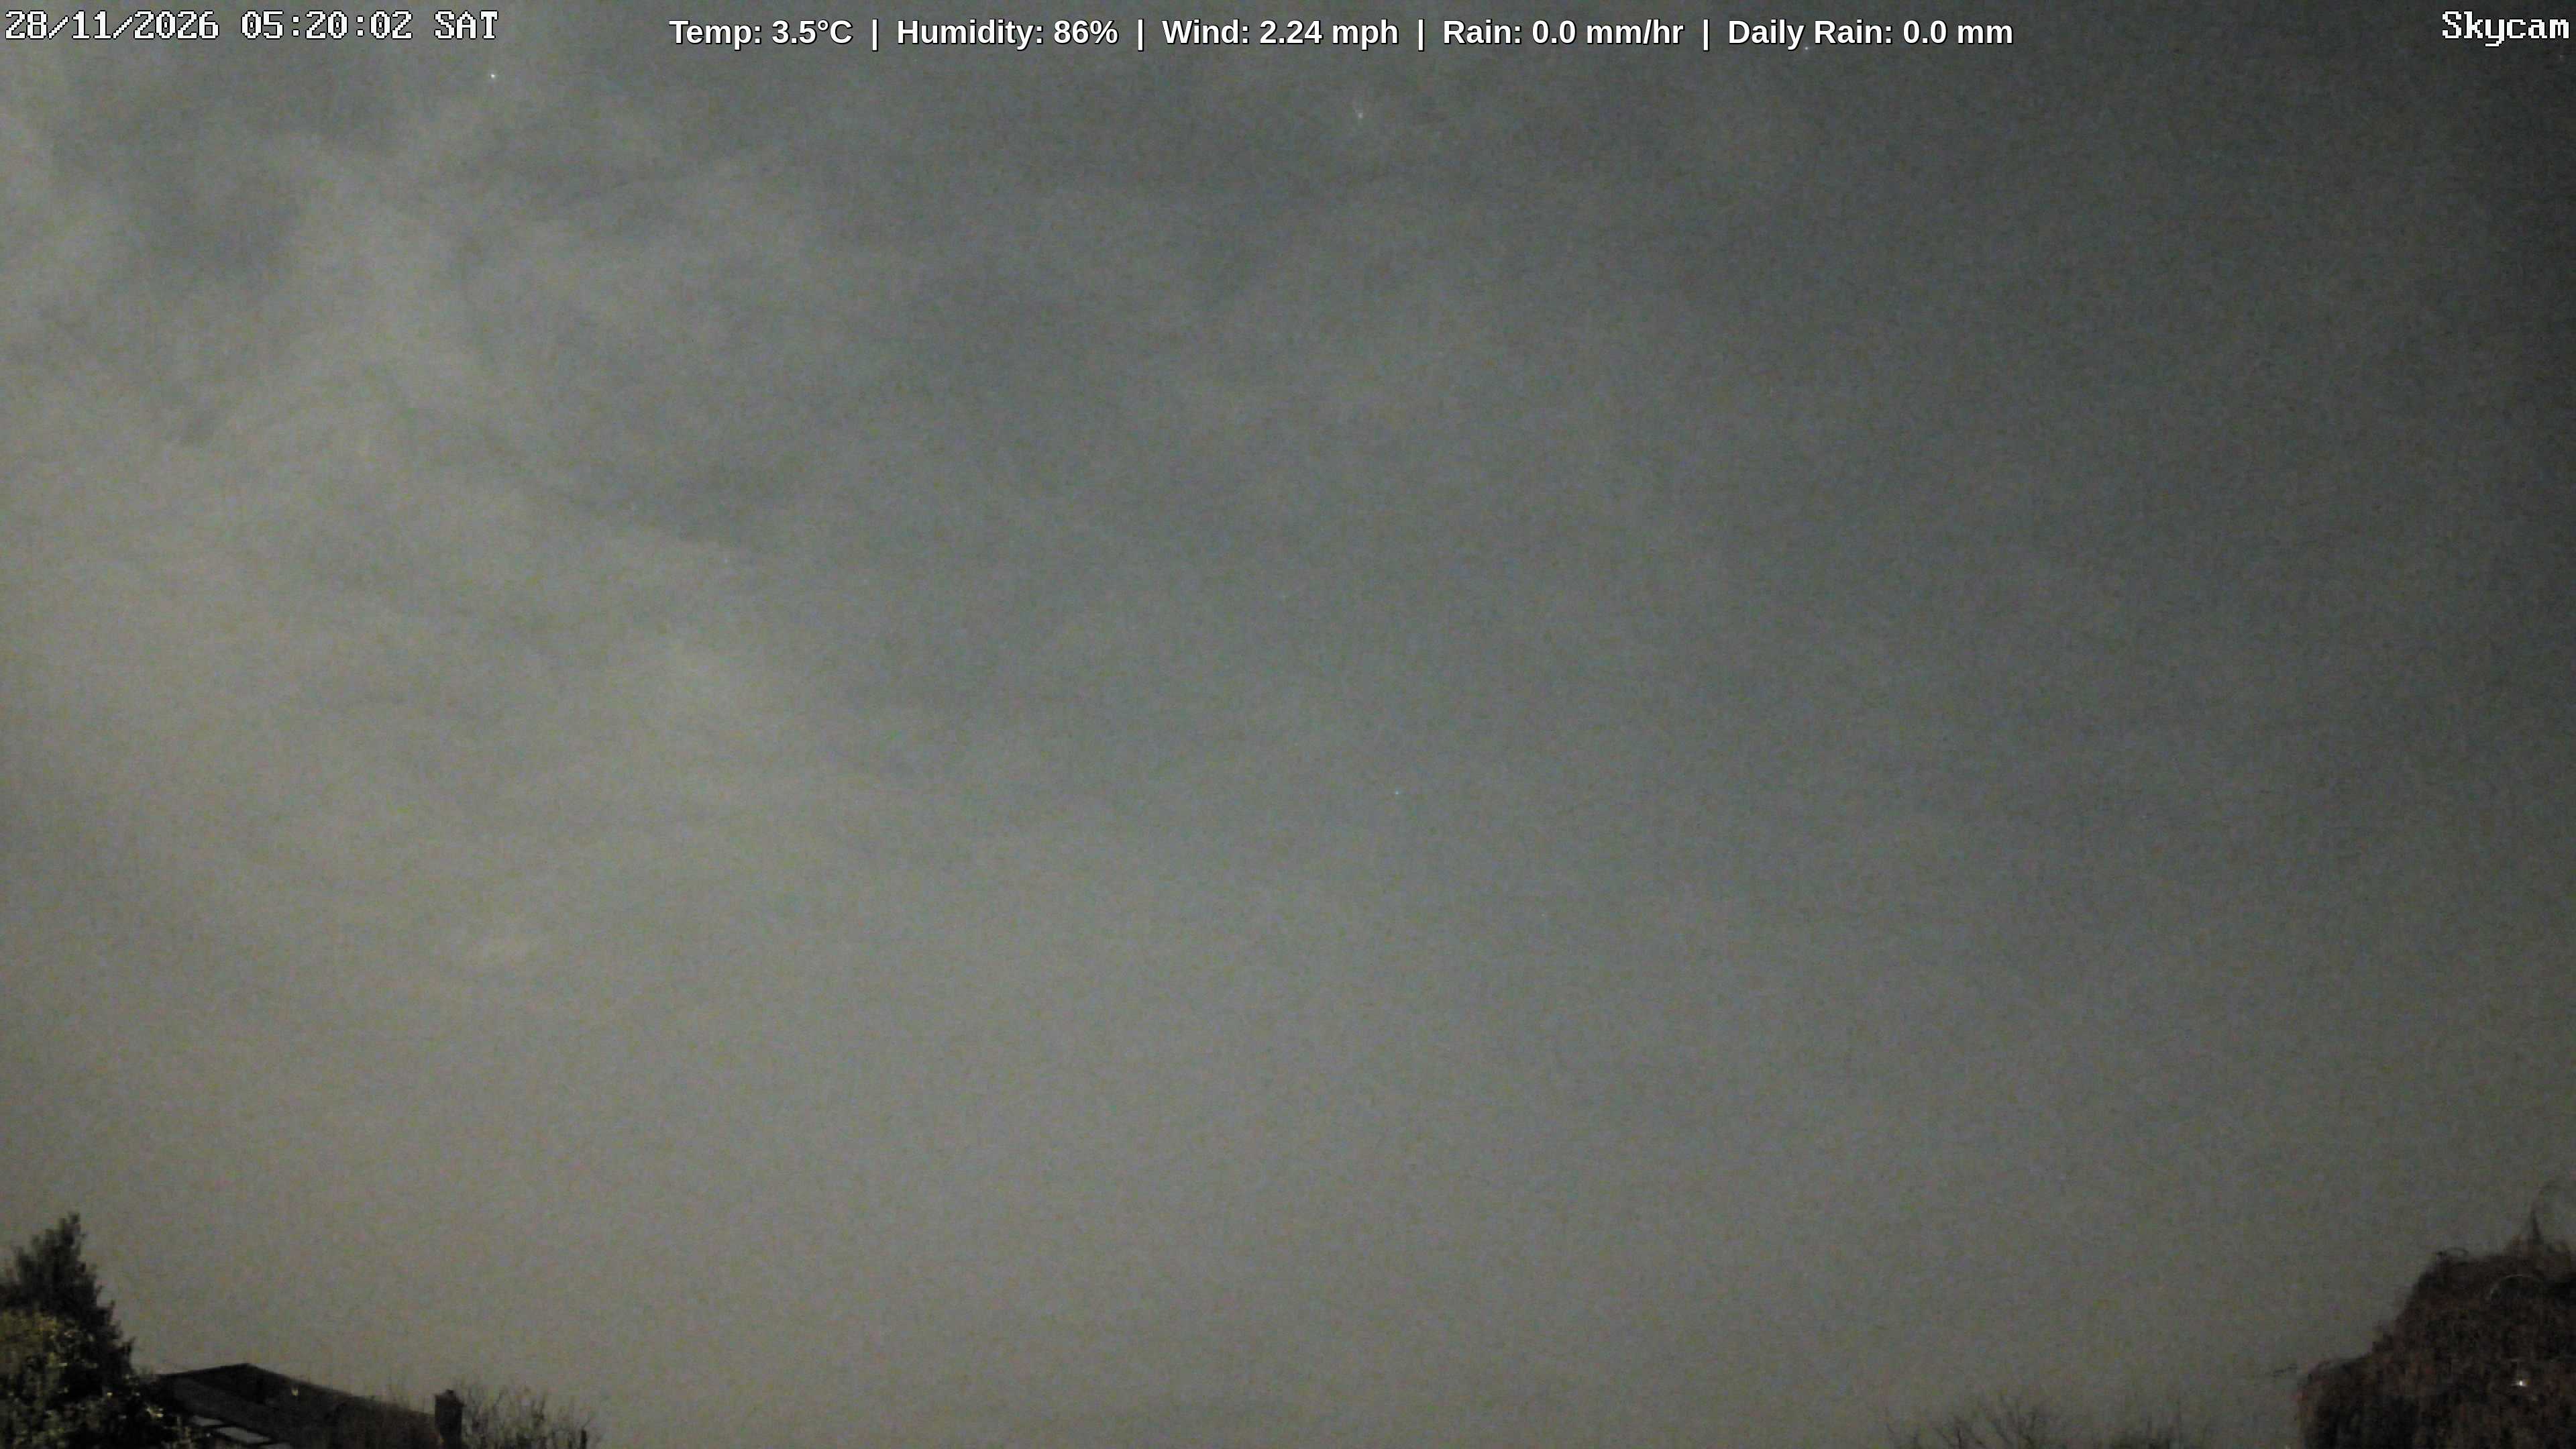 28/11/2026 05:20:02 SAT
Temp: 3.5°C | Humidity: 86% | Wind: 2.24 mph | Rain: 0.0 mm/hr | Daily Rain: 0.0 mm
Skycam